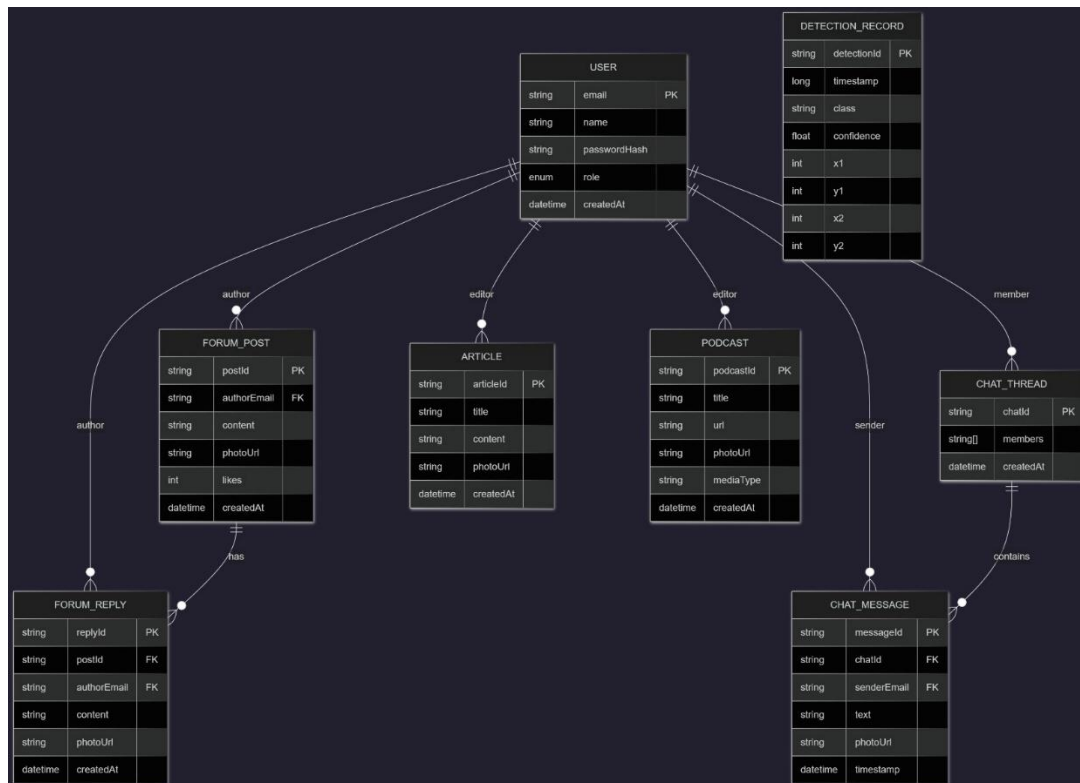 DETECTION_RECORD
string detectionId PK
long timestamp
string class
float confidence
int x1
int y1
int x2
int y2
USER
string email PK
string name
string passwordHash
enum role
datetime createdAt
author
editor
editor
member
FORUM_POST
string postId PK
string authorEmail FK
string content
string photoUrl
int likes
datetime createdAt
ARTICLE
string articleId PK
string title
string content
string photoUrl
datetime createdAt
PODCAST
string podcastId PK
string title
string url
string photoUrl
string mediaType
datetime createdAt
CHAT_THREAD
string chatId PK
string[] members
datetime createdAt
author
sender
has
contains
FORUM_REPLY
string replyId PK
string postId FK
string authorEmail FK
string content
string photoUrl
datetime createdAt
CHAT_MESSAGE
string messageId PK
string chatId FK
string senderEmail FK
string text
string photoUrl
datetime timestamp